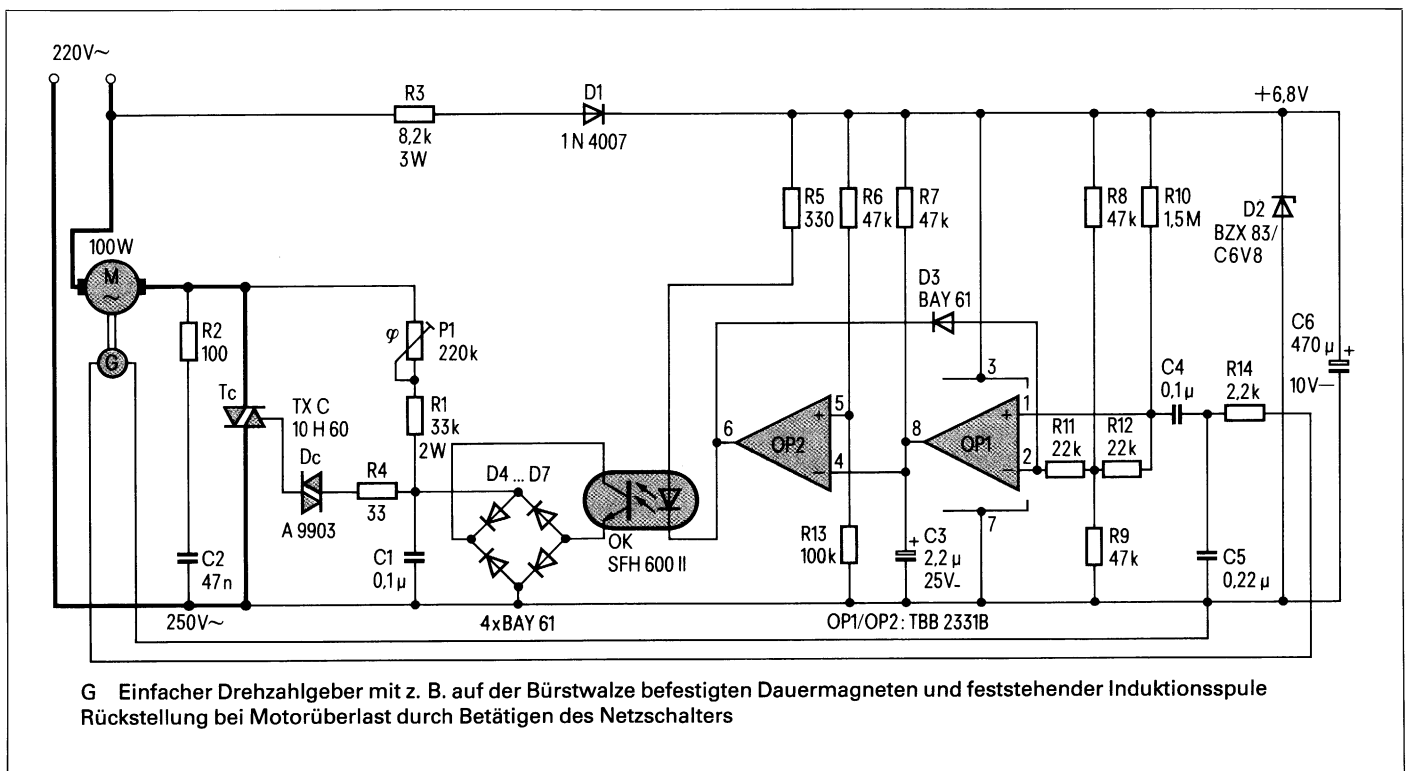 220V~
R3
8,2k
3W
D1
1N 4007
+6,8V
R5
330
R6
47k
R7
47k
R8
47k
R10
1,5M
D2
BZX 83/
C6V8
100W
M
~
G
R2
100
φ
P1
220k
D3
BAY 61
C6
470 µ
+
10V–
Tc
TX C
10 H 60
R1
33k
2W
Dc
A 9903
R4
33
D4 ... D7
6
OP2
5
+
4
–
3
8
OP1
1
+
2
–
7
R11
22k
R12
22k
C4
0,1µ
R14
2,2k
C2
47n
250V~
C1
0,1µ
4xBAY 61
OK
SFH 600 II
R13
100k
+
C3
2,2 µ
25V–
R9
47k
C5
0,22 µ
OP1/OP2: TBB 2331B
G Einfacher Drehzahlgeber mit z. B. auf der Bürstwalze befestigten Dauermagneten und feststehender Induktionsspule
Rückstellung bei Motorüberlast durch Betätigen des Netzschalters